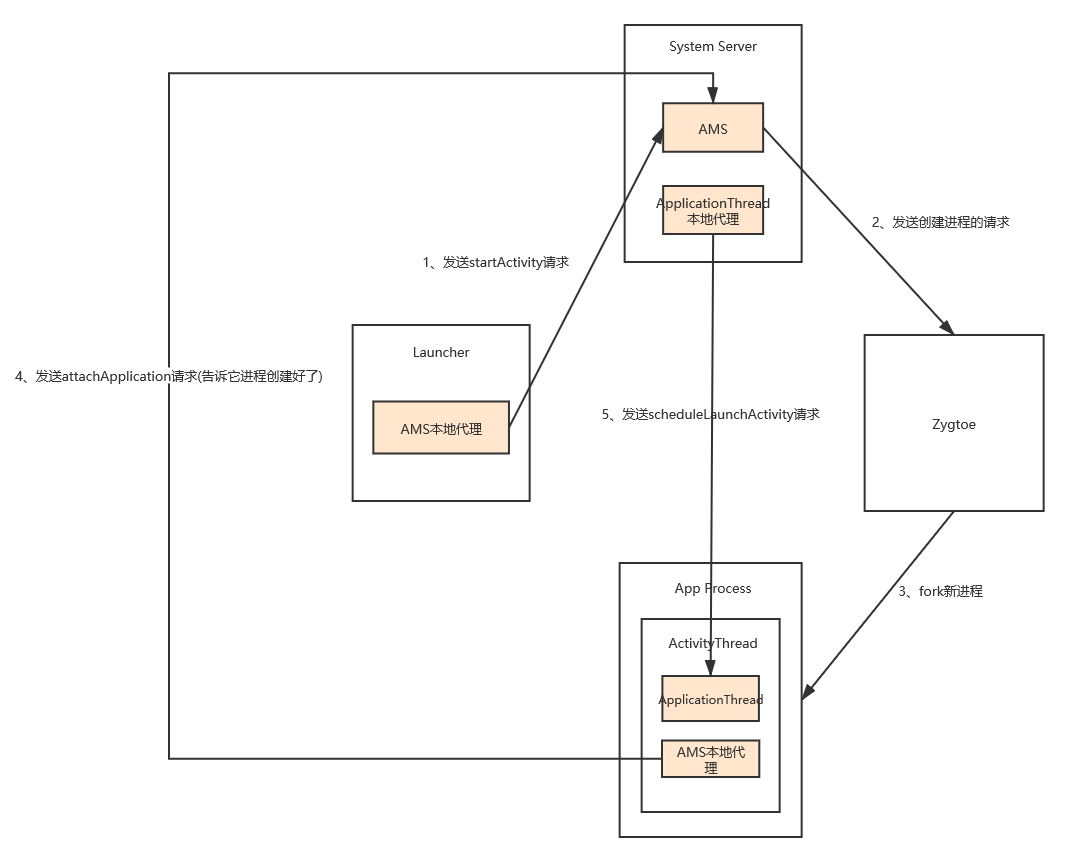 System Server
AMS
ApplicationThread
本地代理
2、发送创建进程的请求
1、发送startActivity请求
Launcher
AMS本地代理
4、发送attachApplication请求(告诉它进程创建好了)
5、发送scheduleLaunchActivity请求
Zygtoe
App Process
3、fork新进程
ActivityThread
ApplicationThread
AMS本地代
理